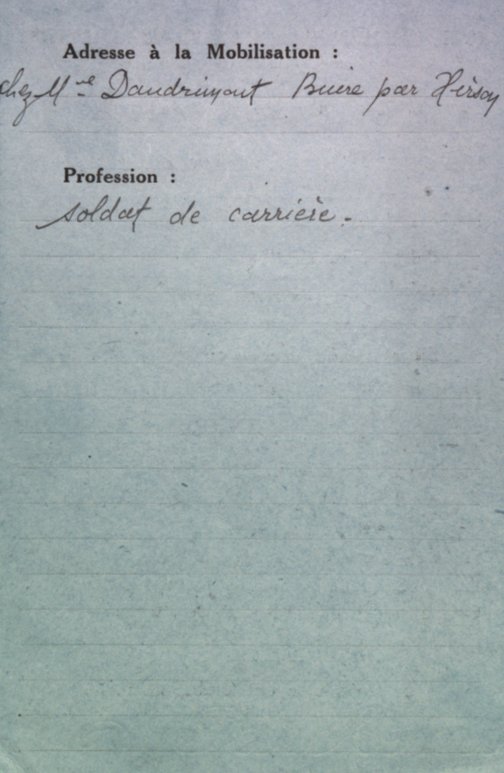 Adresse à la Mobilisation :
chez Mme Daudrimont Buire par Hirson
Profession :
soldat de carrière.